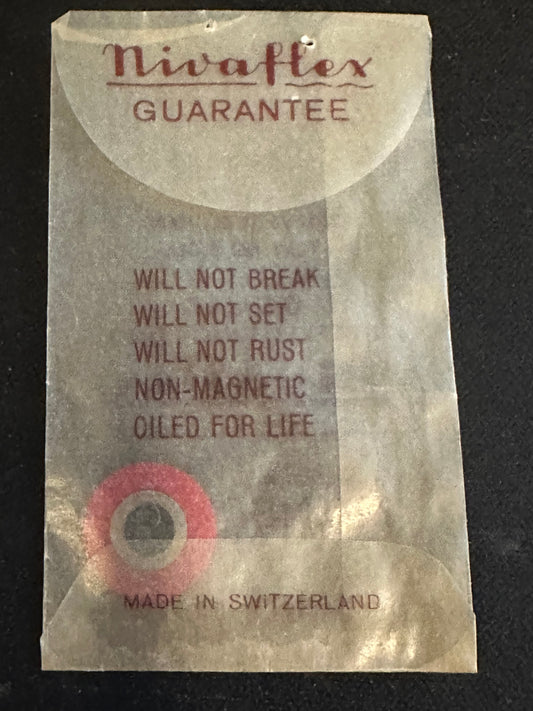 Nivaflex
GUARANTEE
WILL NOT BREAK
WILL NOT SET
WILL NOT RUST
NON-MAGNETIC
OILED FOR LIFE
MADE IN SWITZERLAND